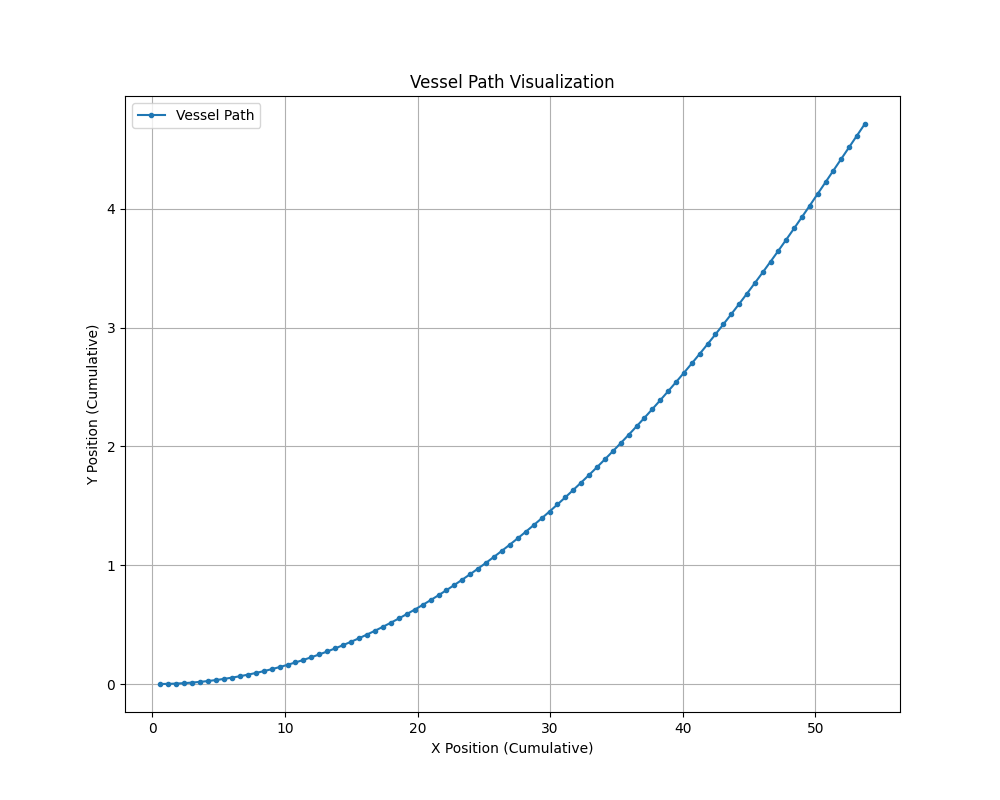 Vessel Path Visualization
Vessel Path
4
3
2
1
0
Y Position (Cumulative)
0 10 20 30 40 50
X Position (Cumulative)